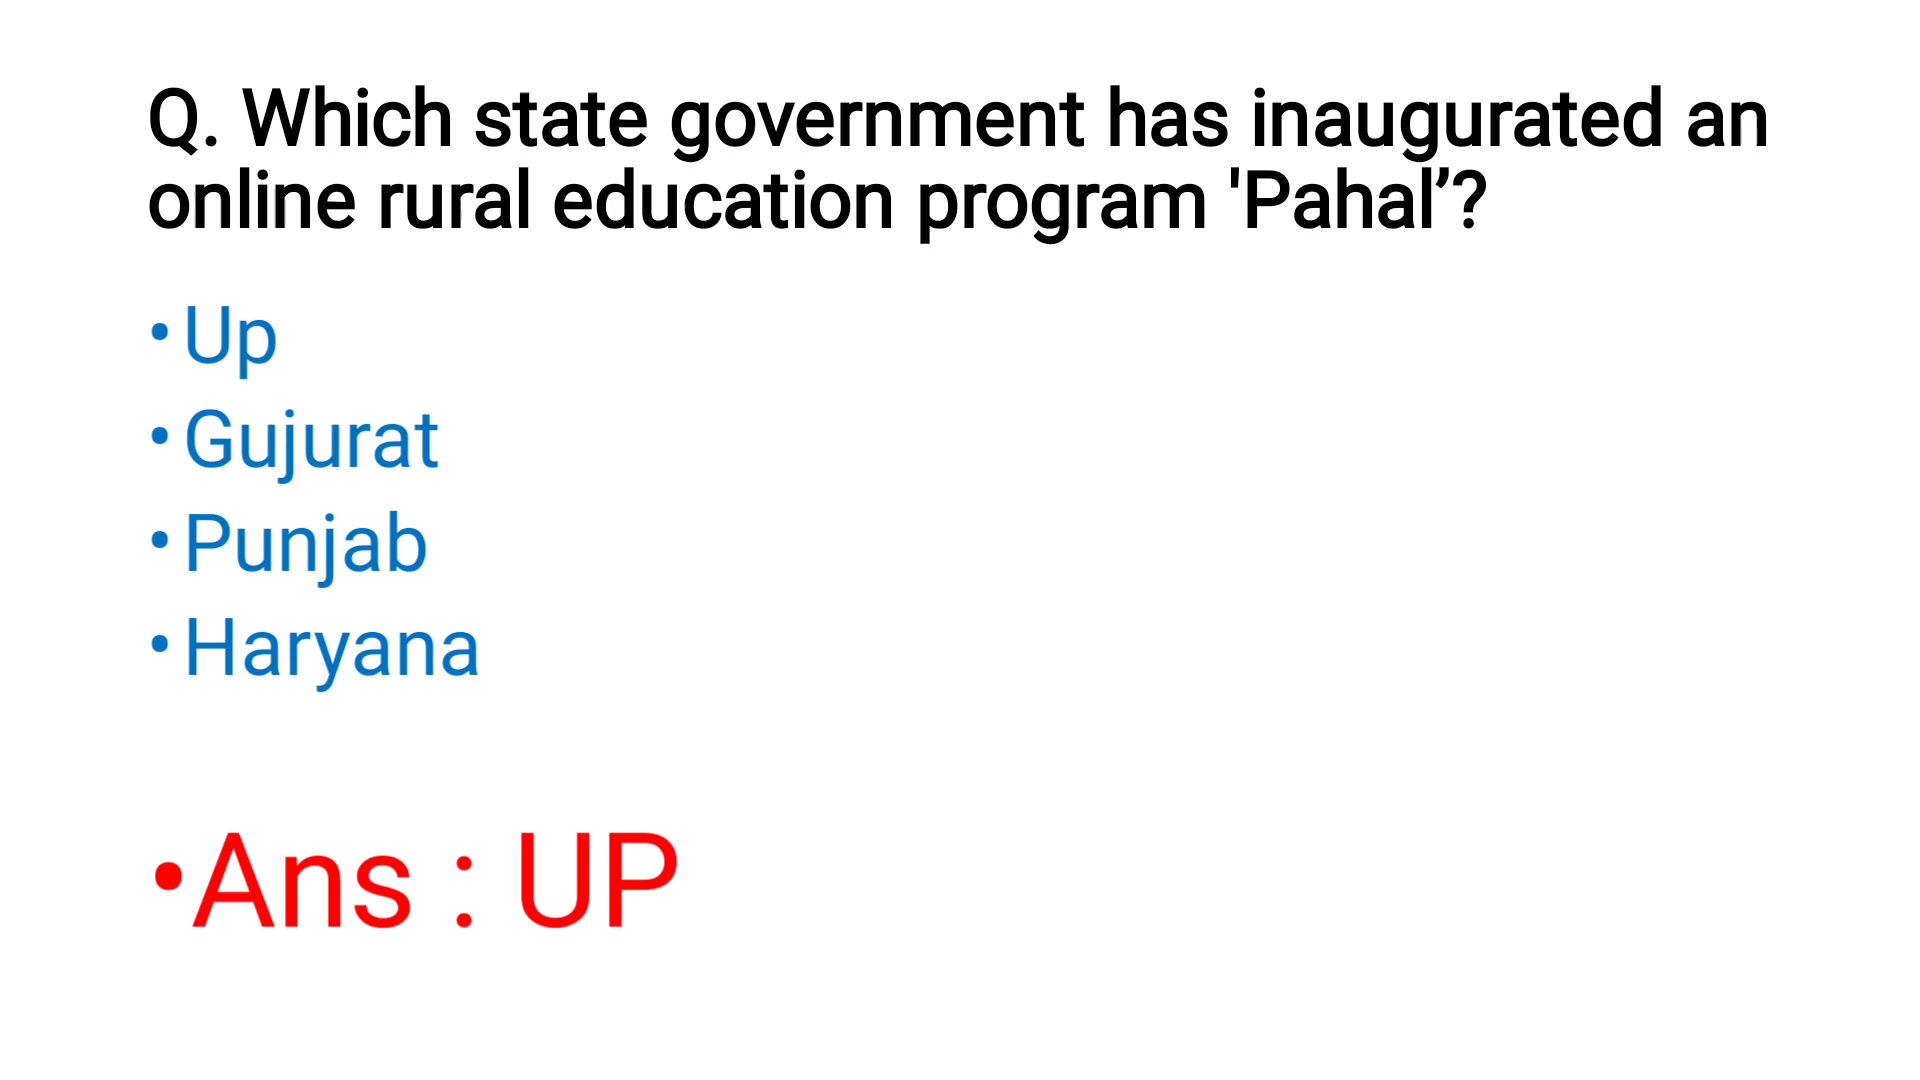 Q. Which state government has inaugurated an
online rural education program 'Pahal’?
• Up
• Gujurat
• Punjab
• Haryana
•Ans : UP